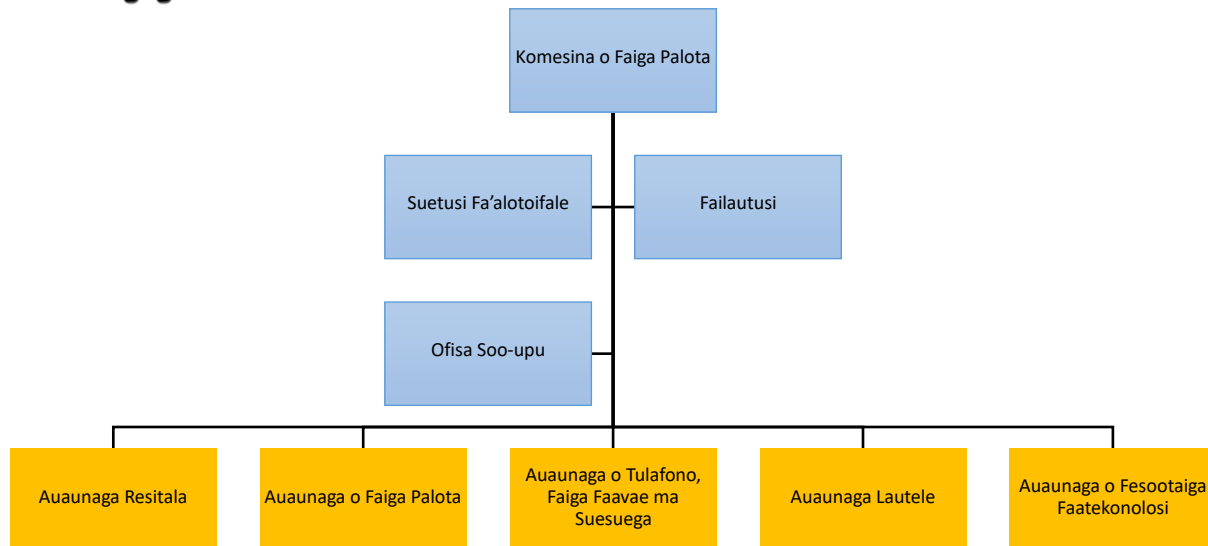 Komesina o Faiga Palota
Suetusi Fa’alotoifale
Failautusi
Ofisa Soo-upu
Auaunaga Resitala
Auaunaga o Faiga Palota
Auaunaga o Tulafono,
Faiga Faavae ma
Suesuega
Auaunaga Lautele
Auaunaga o Fesootaiga
Faatekonolosi